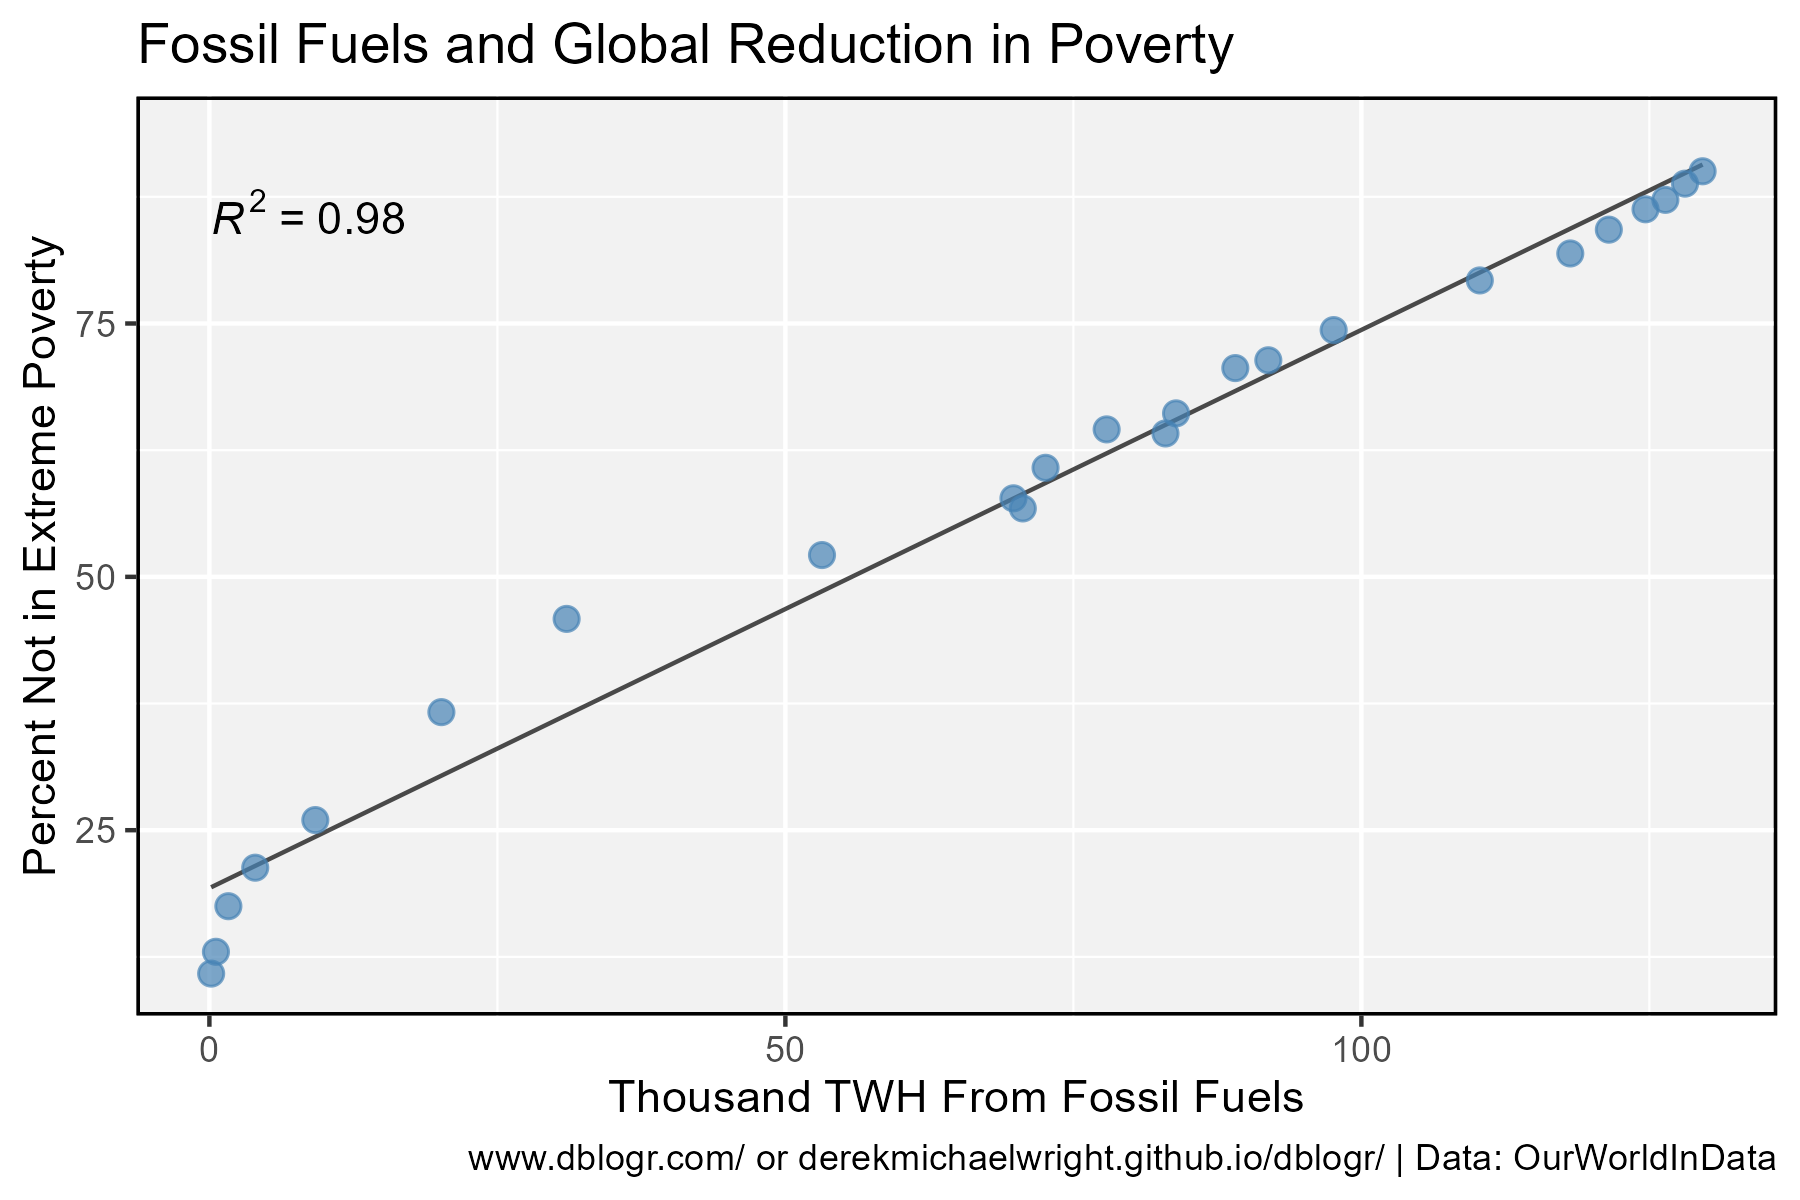 Fossil Fuels and Global Reduction in Poverty
R² = 0.98
Percent Not in Extreme Poverty
75
50
25
0 50 100
Thousand TWH From Fossil Fuels
www.dblogr.com/ or derekmichaelwright.github.io/dblogr/ | Data: OurWorldInData